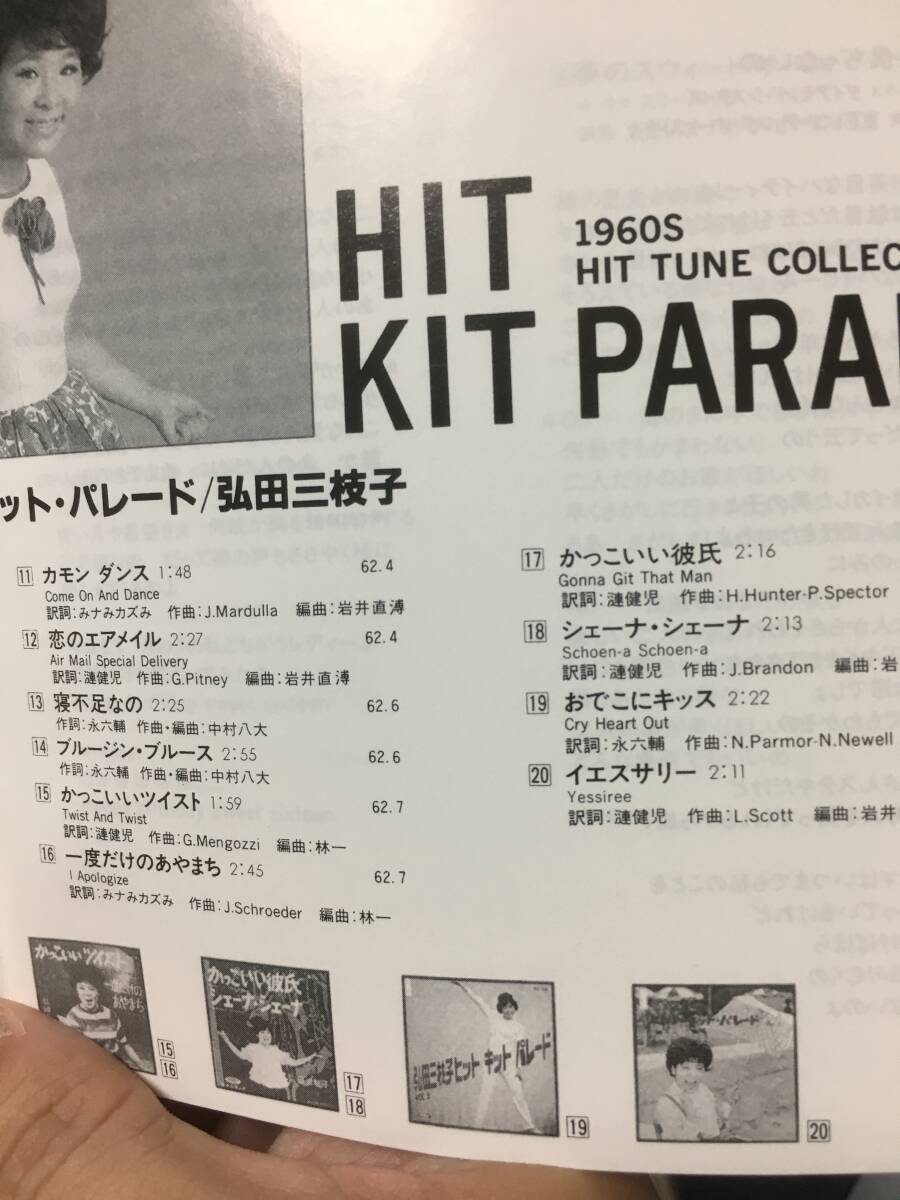 HIT
KIT PARA
1960S
HIT TUNE COLLEC
ット・パレード/弘田三枝子
11 カモン ダンス 1:48 62.4
Come On And Dance
訳詞:みナみカズみ 作曲:J.Mardulla 編曲:岩井直溥
12 恋のエアメイル 2:27 62.4
Air Mail Special Delivery
訳詞:漣健児 作曲:G.Pitney 編曲:岩井直溥
13 寝不足なの 2:25 62.6
作詞:永六輔 作曲・編曲:中村八大
14 ブルージン・ブルース 2:55 62.6
作詞:永六輔 作曲・編曲:中村八大
15 かっこいいツイスト 1:59 62.7
Twist And Twist
訳詞:漣健児 作曲:G.Mengozzi 編曲:林一
16 一度だけのあやまち 2:45 62.7
I Apologize
訳詞:みナみカズみ 作曲:J.Schroeder 編曲:林一
17 かっこいい彼氏 2:16
Gonna Git That Man
訳詞:漣健児 作曲:H.Hunter-P.Spector
18 シェーナ・シェーナ 2:13
Schoen-a Schoen-a
訳詞:漣健児 作曲:J.Brandon 編曲:岩
19 おでこにキッス 2:22
Cry Heart Out
訳詞:永六輔 作曲:N.Parmor-N.Newell
20 イエスサリー 2:11
Yessiree
訳詞:漣健児 作曲:L.Scott 編曲:岩井
かっこいいツイスト
一度だけの
あやまち
15
16
かっこいい彼氏
シェーナ・シェーナ
17
18
弘田三枝子ヒット キット パレード
19
ット・パレード
20